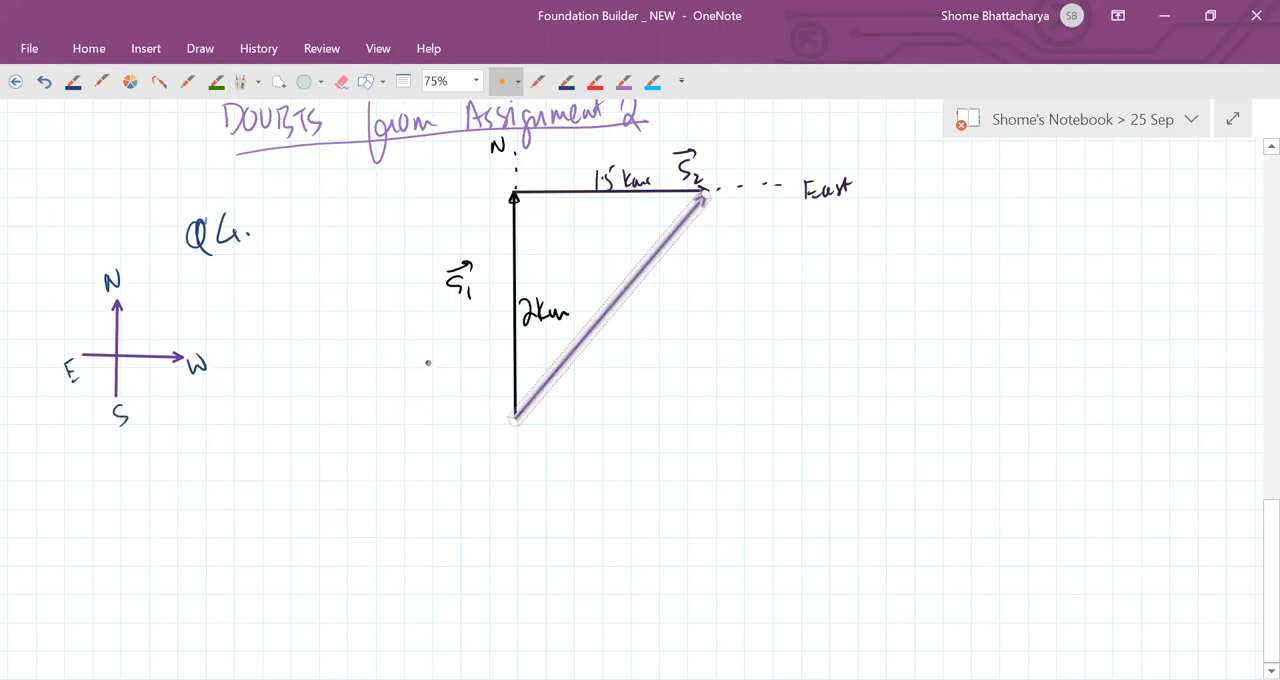 Foundation Builder _ NEW - OneNote
Shome Bhattacharya SB
File Home Insert Draw History Review View Help
75%
Shome's Notebook > 25 Sep
DOUBTS from Assignment 2
N
1.5 km S₂
East
Q4.
N
S₁
2km
E W
S